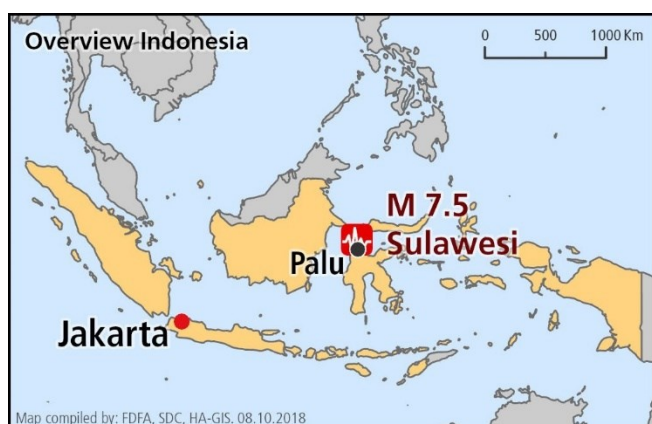 Overview Indonesia
0 500 1000 Km
M 7.5
Sulawesi
Palu
Jakarta
Map compiled by: FDFA, SDC, HA-GIS, 08.10.2018